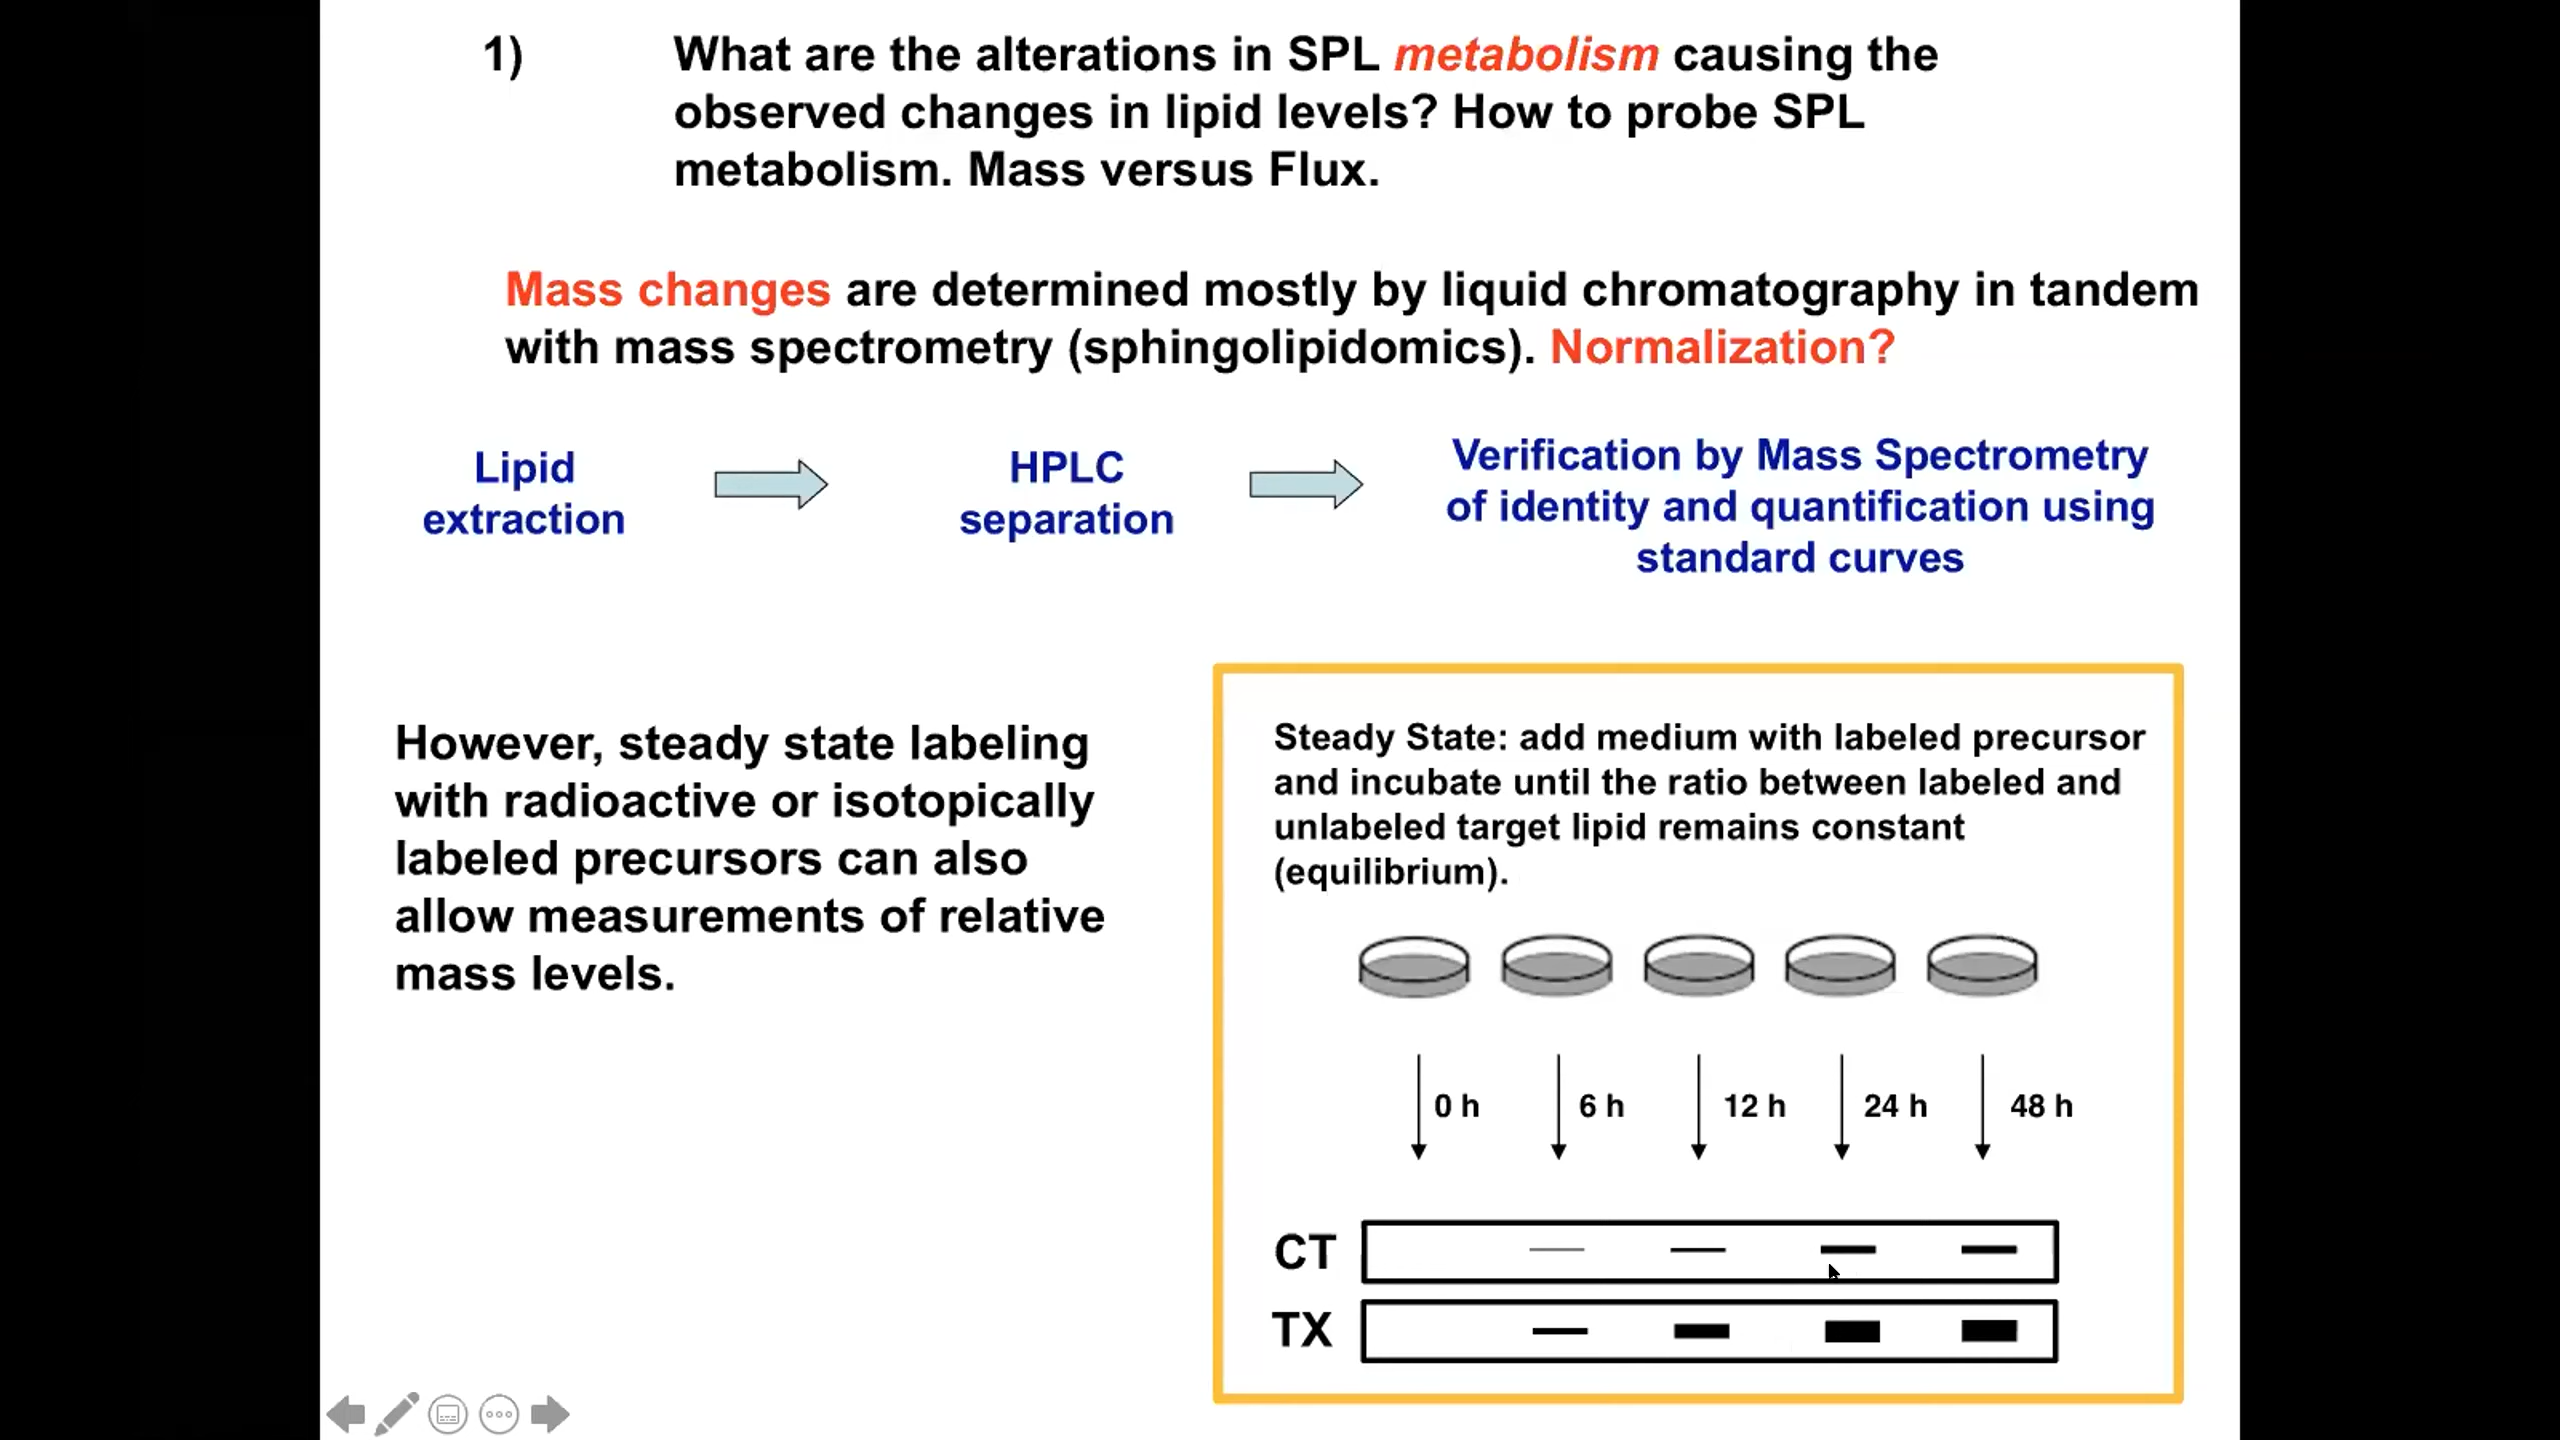 1) What are the alterations in SPL metabolism causing the
observed changes in lipid levels? How to probe SPL
metabolism. Mass versus Flux.
Mass changes are determined mostly by liquid chromatography in tandem
with mass spectrometry (sphingolipidomics). Normalization?
Lipid
extraction
HPLC
separation
Verification by Mass Spectrometry
of identity and quantification using
standard curves
However, steady state labeling
with radioactive or isotopically
labeled precursors can also
allow measurements of relative
mass levels.
Steady State: add medium with labeled precursor
and incubate until the ratio between labeled and
unlabeled target lipid remains constant
(equilibrium).
0 h 6 h 12 h 24 h 48 h
CT
TX